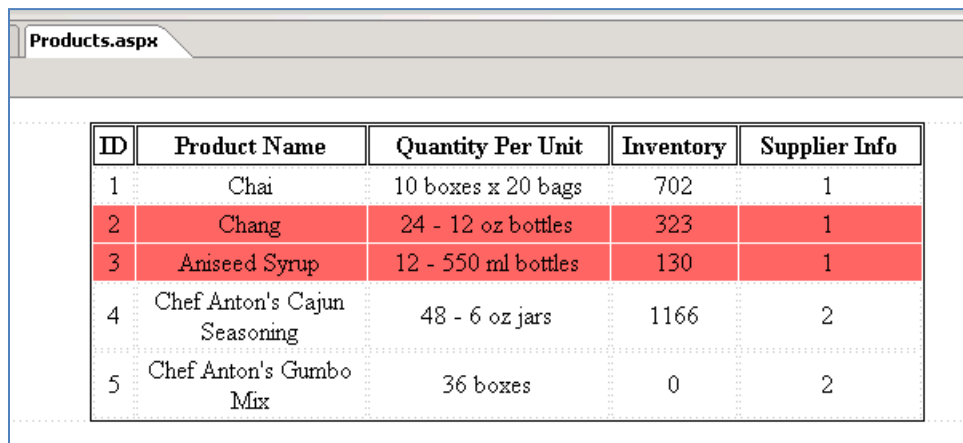 Products.aspx
ID Product Name Quantity Per Unit Inventory Supplier Info
1 Chai 10 boxes x 20 bags 702 1
2 Chang 24 - 12 oz bottles 323 1
3 Aniseed Syrup 12 - 550 ml bottles 130 1
4 Chef Anton's Cajun Seasoning 48 - 6 oz jars 1166 2
5 Chef Anton's Gumbo Mix 36 boxes 0 2